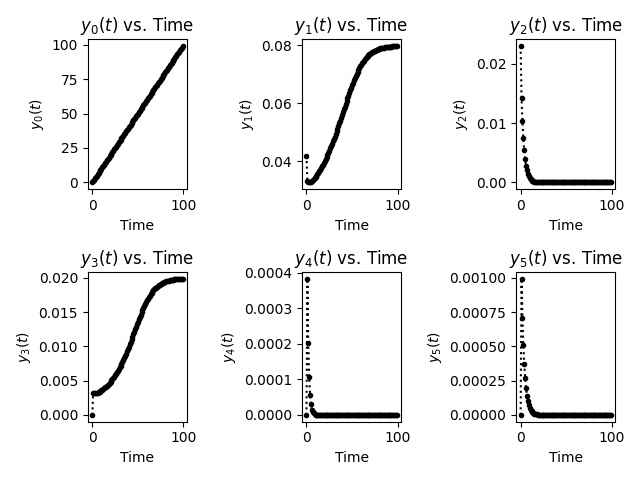 y₀(t) vs. Time
y₁(t) vs. Time
y₂(t) vs. Time
100
75
50
25
0
y₀(t)
0.08
0.06
0.04
y₁(t)
0.02
0.01
0.00
y₂(t)
0 100
0 100
0 100
Time
Time
Time
y₃(t) vs. Time
y₄(t) vs. Time
y₅(t) vs. Time
0.020
0.015
0.010
0.005
0.000
y₃(t)
0.0004
0.0003
0.0002
0.0001
0.0000
y₄(t)
0.00100
0.00075
0.00050
0.00025
0.00000
y₅(t)
0 100
0 100
0 100
Time
Time
Time